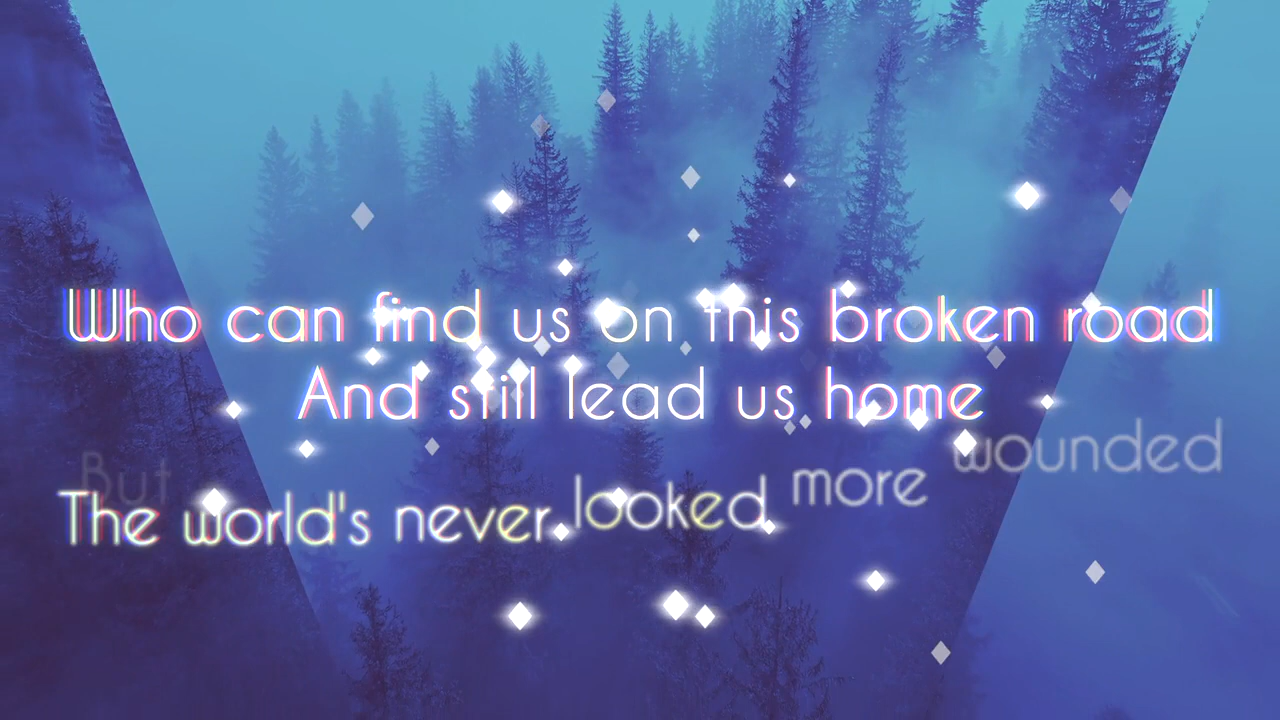 Who can find us on this broken road
And still lead us home
But
The world's never looked more wounded